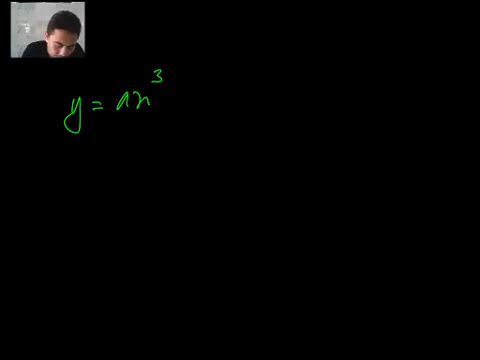 y = ax³